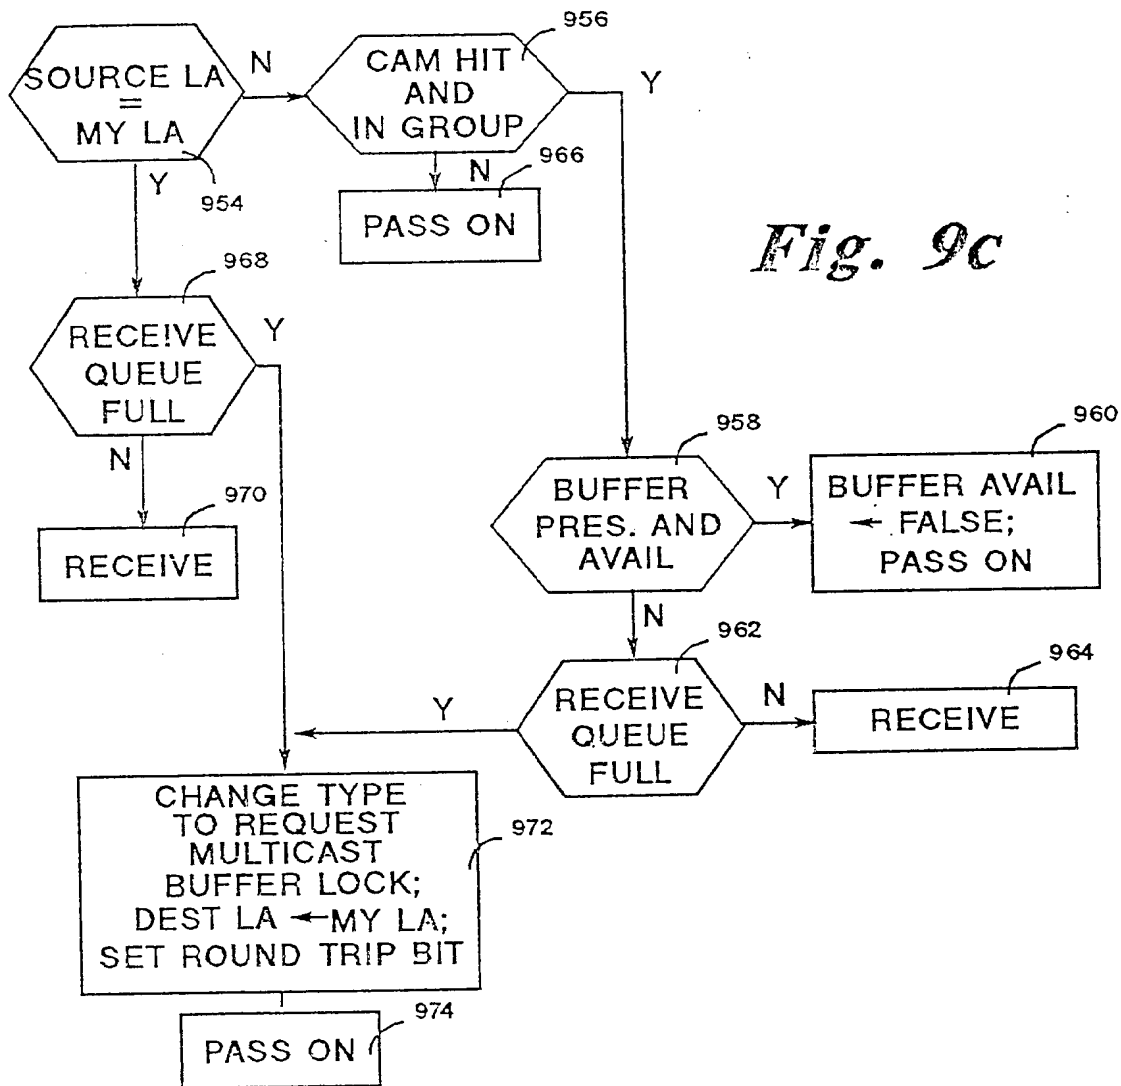 956
SOURCE LA
=
MY LA
N
CAM HIT
AND
IN GROUP
Y
954
Y
N
966
PASS ON
Fig. 9c
968
RECEIVE
QUEUE
FULL
Y
N
970
RECEIVE
958
BUFFER
PRES. AND
AVAIL
Y
960
BUFFER AVAIL
← FALSE;
PASS ON
N
962
RECEIVE
QUEUE
FULL
Y
N
964
RECEIVE
CHANGE TYPE
TO REQUEST
MULTICAST
BUFFER LOCK;
DEST LA ← MY LA;
SET ROUND TRIP BIT
972
974
PASS ON